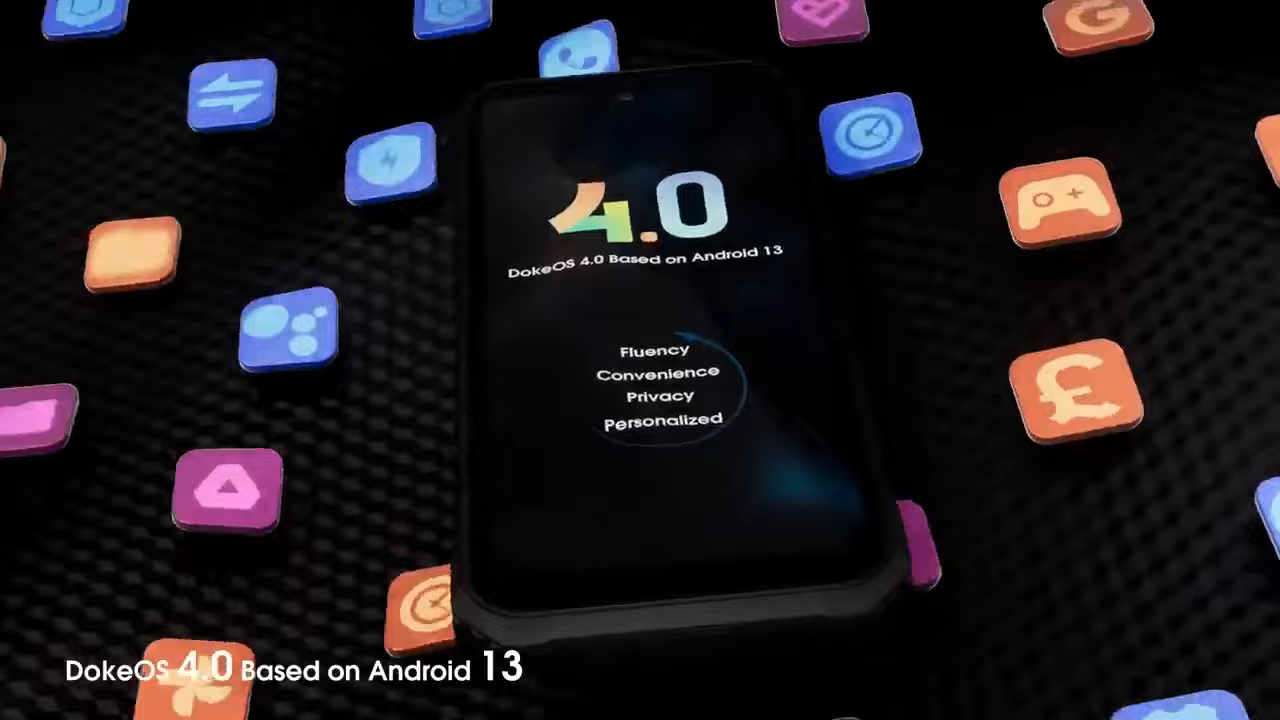 4.0
DokeOS 4.0 Based on Android 13
Fluency
Convenience
Privacy
Personalized
DokeOS 4.0 Based on Android 13